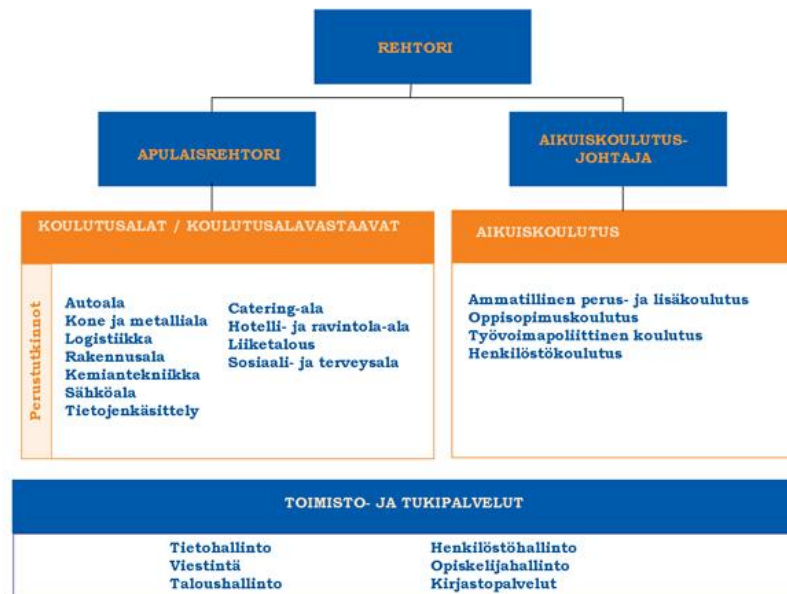 REHTORI
APULAISREHTORI
AIKUISKOULUTUS-
JOHTAJA
KOULUTUSALAT / KOULUTUSALAVASTAAVAT
Perustutkinnot
Autoala
Kone ja metalliala
Logistiikka
Rakennusala
Kemiantekniikka
Sähköala
Tietojenkäsittely
Catering-ala
Hotelli- ja ravintola-ala
Liiketalous
Sosiaali- ja terveysala
AIKUISKOULUTUS
Ammatillinen perus- ja lisäkoulutus
Oppisopimuskoulutus
Työvoimapoliittinen koulutus
Henkilöstökoulutus
TOIMISTO- JA TUKIPALVELUT
Tietohallinto
Viestintä
Taloushallinto
Henkilöstöhallinto
Opiskelijahallinto
Kirjastopalvelut